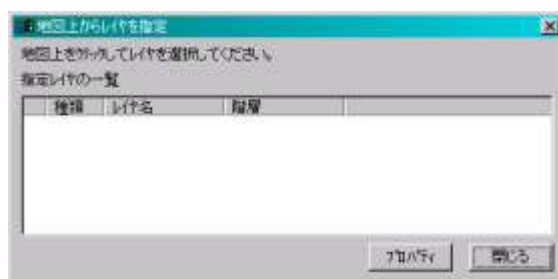 地図上からレイヤを指定
地図上をクリックしてレイヤを選択してください。
指定レイヤの一覧
種類 レイヤ名 階層
プロパティ 閉じる